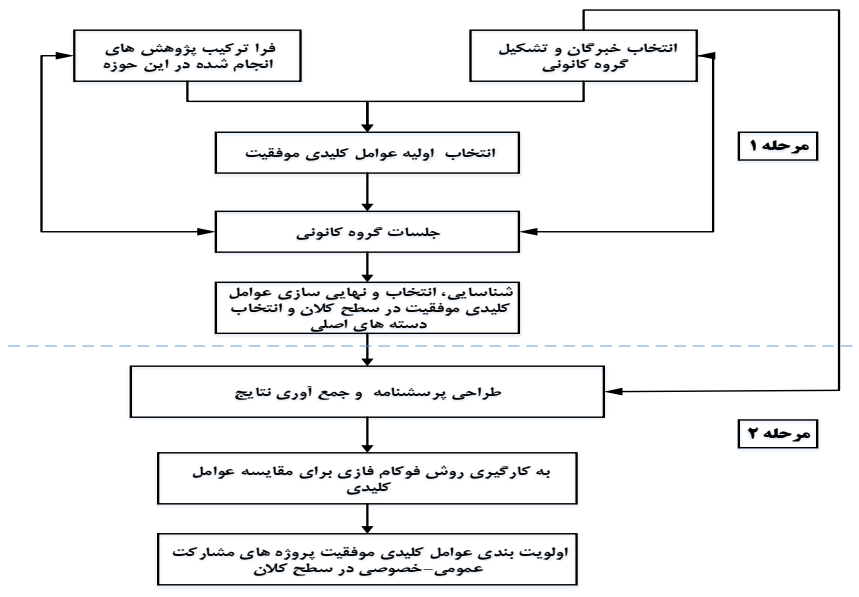 انتخاب خبرگان و تشکیل
گروه کانونی
فرا ترکیب پژوهش های
انجام شده در این حوزه
مرحله ۱
انتخاب اولیه عوامل کلیدی موفقیت
جلسات گروه کانونی
شناسایی، انتخاب و نهایی سازی عوامل
کلیدی موفقیت در سطح کلان و انتخاب
دسته های اصلی
طراحی پرسشنامه و جمع آوری نتایج
مرحله ۲
به کارگیری روش فوکام فازی برای مقایسه عوامل
کلیدی
اولویت بندی عوامل کلیدی موفقیت پروژه های مشارکت
عمومی-خصوصی در سطح کلان